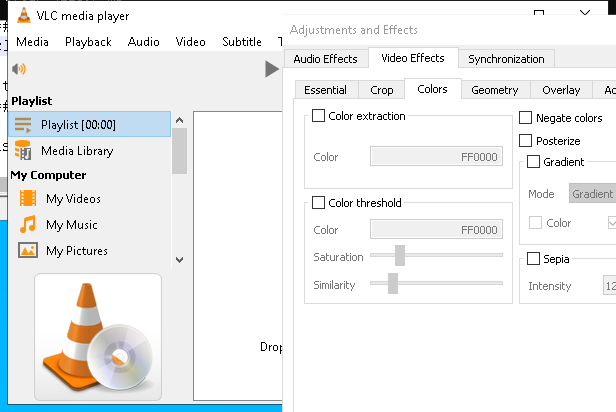 VLC media player
Media Playback Audio Video Subtitle T
Playlist
Playlist [00:00]
Media Library
My Computer
My Videos
My Music
My Pictures
Drop
Adjustments and Effects
Audio Effects Video Effects Synchronization
Essential Crop Colors Geometry Overlay
Color extraction
Color FF0000
Color threshold
Color FF0000
Saturation
Similarity
Negate colors
Posterize
Gradient
Mode Gradient
Color
Sepia
Intensity 12